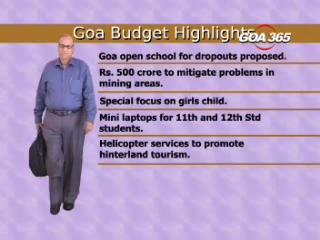 Goa Budget Highlights
GOA 365
Goa open school for dropouts proposed.
Rs. 500 crore to mitigate problems in
mining areas.
Special focus on girls child.
Mini laptops for 11th and 12th Std
students.
Helicopter services to promote
hinterland tourism.